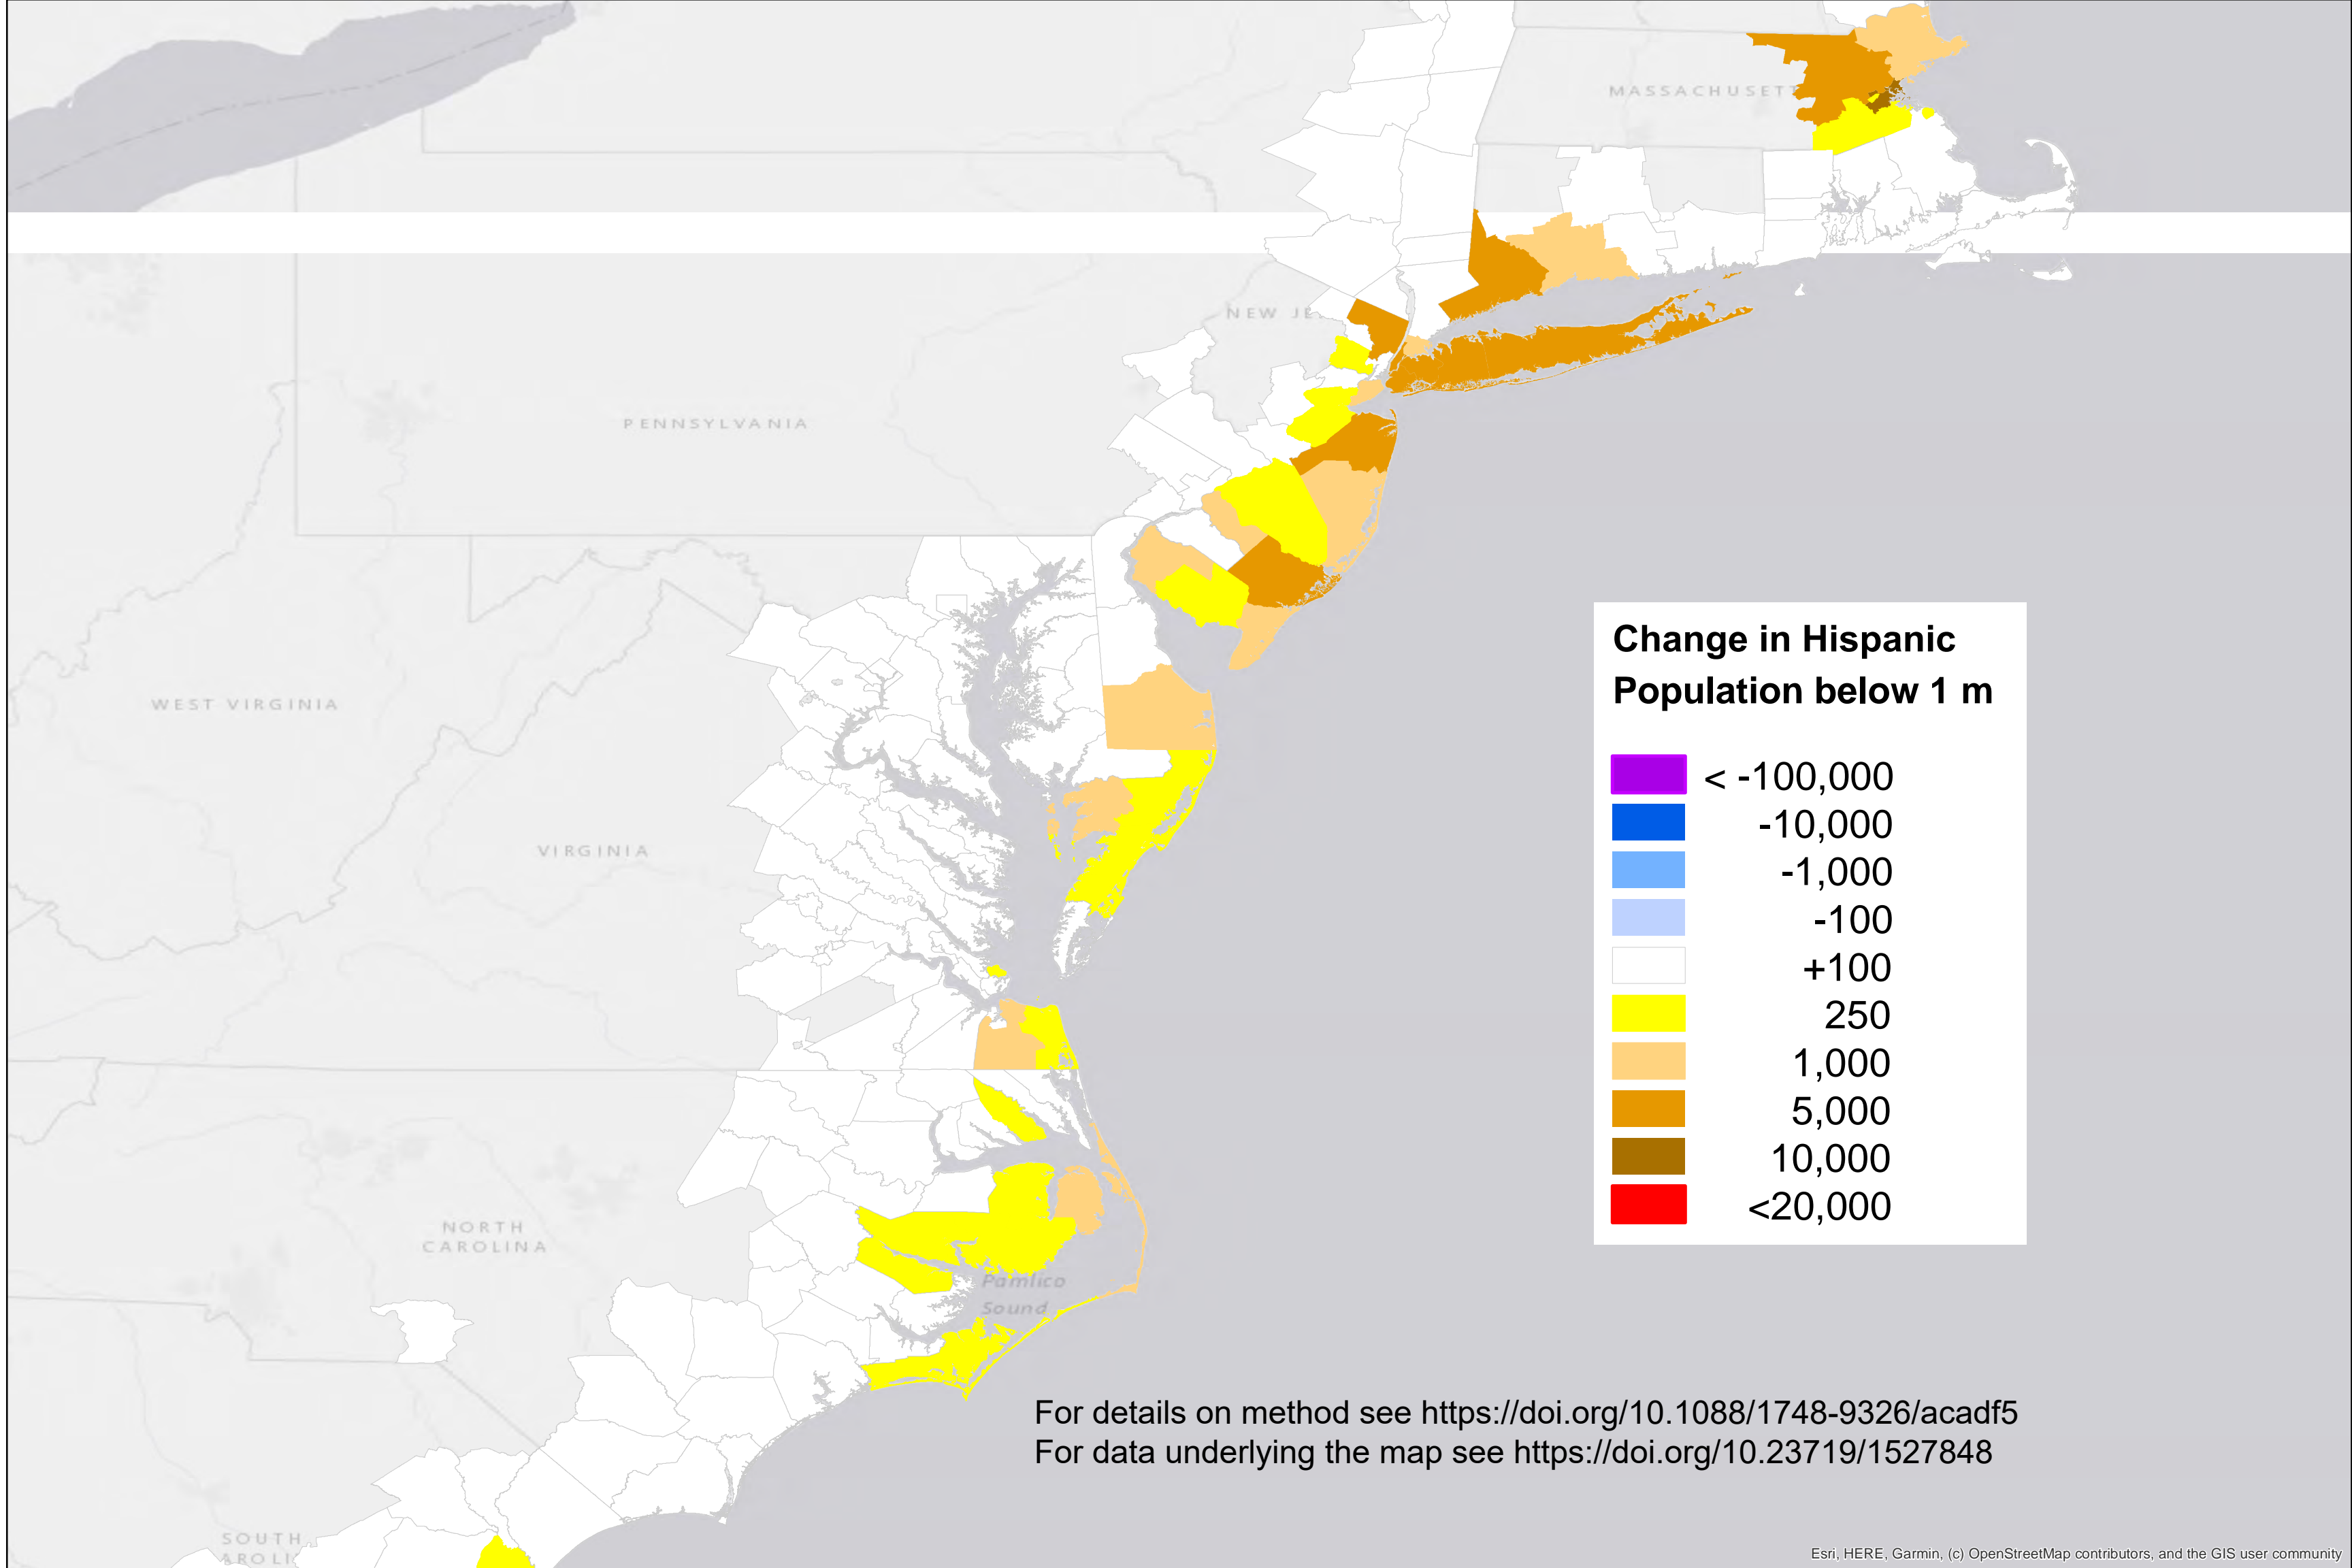 MASSACHUSETT
NEW JE
PENNSYLVANIA
WEST VIRGINIA
VIRGINIA
NORTH
CAROLINA
Pamlico
Sound
SOUTH
AROLI
Change in Hispanic
Population below 1 m
< -100,000
-10,000
-1,000
-100
+100
250
1,000
5,000
10,000
<20,000
For details on method see https://doi.org/10.1088/1748-9326/acadf5
For data underlying the map see https://doi.org/10.23719/1527848
Esri, HERE, Garmin, (c) OpenStreetMap contributors, and the GIS user community